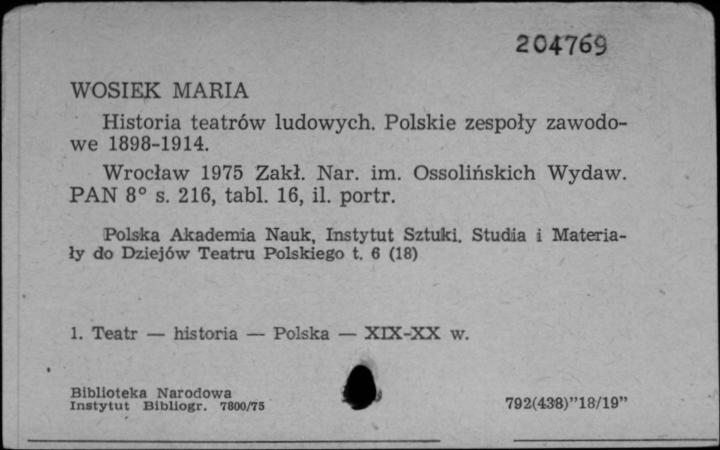 204769
WOSIEK MARIA
Historia teatrów ludowych. Polskie zespoły zawodo-
we 1898-1914.
Wrocław 1975 Zakł. Nar. im. Ossolińskich Wydaw.
PAN 8° s. 216, tabl. 16, il. portr.
Polska Akademia Nauk, Instytut Sztuki. Studia i Materia-
ły do Dziejów Teatru Polskiego t. 6 (18)
1. Teatr — historia — Polska — XIX-XX w.
Biblioteka Narodowa
Instytut Bibliogr. 7800/75
792(438)"18/19"